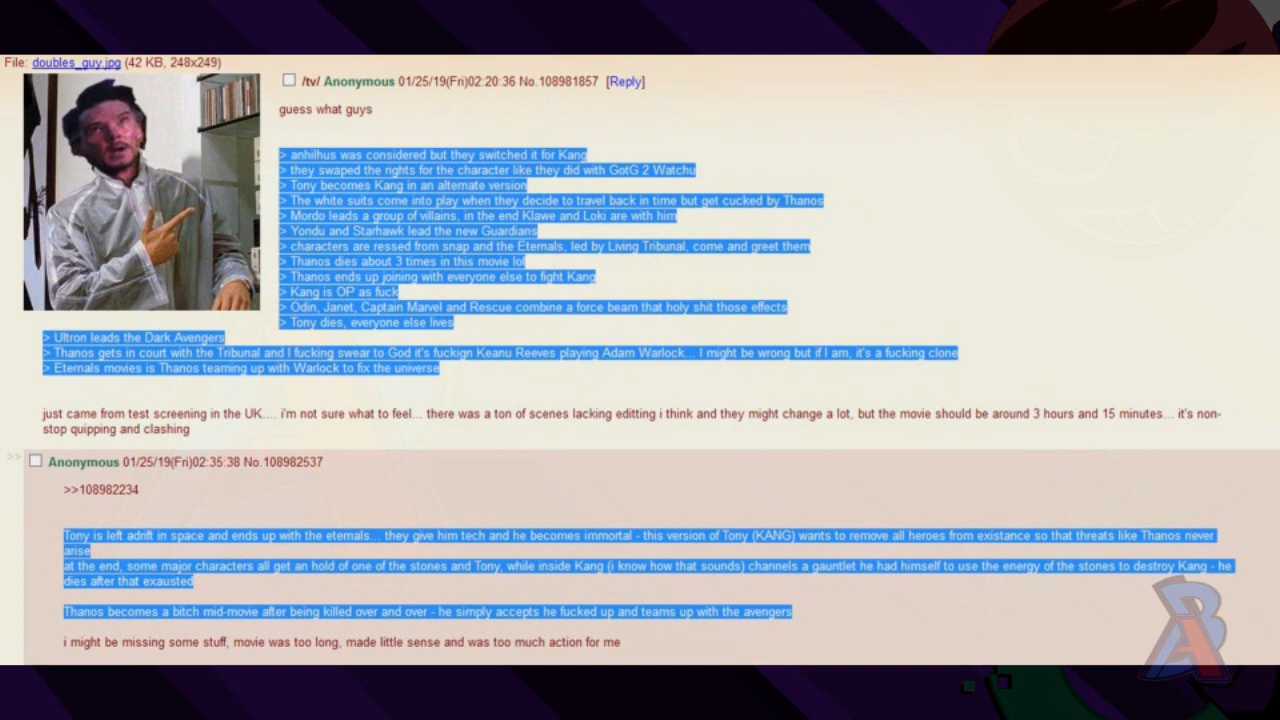 File: doubles_guy.jpg (42 KB, 248x249)
/tv/ Anonymous 01/25/19(Fri)02:20:36 No.108981857 [Reply]
guess what guys
> anhilhus was considered but they switched it for Kang
> they swaped the rights for the character like they did with GotG 2 Watchu
> Tony becomes Kang in an alternate version
> The white suits come into play when they decide to travel back in time but get cucked by Thanos
> Mordo leads a group of villains, in the end Klawe and Loki are with him
> Yondu and Starhawk lead the new Guardians
> characters are ressed from snap and the Eternals, led by Living Tribunal, come and greet them
> Thanos dies about 3 times in this movie lol
> Thanos ends up joining with everyone else to fight Kang
> Kang is OP as fuck
> Odin, Janet, Captain Marvel and Rescue combine a force beam that holy shit those effects
> Tony dies, everyone else lives
> Ultron leads the Dark Avengers
> Thanos gets in court with the Tribunal and I fucking swear to God it's fuckign Keanu Reeves playing Adam Warlock... I might be wrong but if I am, it's a fucking clone
> Eternals movies is Thanos teaming up with Warlock to fix the universe
just came from test screening in the UK.... i'm not sure what to feel... there was a ton of scenes lacking editting i think and they might change a lot, but the movie should be around 3 hours and 15 minutes... it's non-
stop quipping and clashing
>>
Anonymous 01/25/19(Fri)02:35:38 No.108982537
>>108982234
Tony is left adrift in space and ends up with the eternals... they give him tech and he becomes immortal - this version of Tony (KANG) wants to remove all heroes from existance so that threats like Thanos never
arise
at the end, some major characters all get an hold of one of the stones and Tony, while inside Kang (i know how that sounds) channels a gauntlet he had himself to use the energy of the stones to destroy Kang - he
dies after that exausted
Thanos becomes a bitch mid-movie after being killed over and over - he simply accepts he fucked up and teams up with the avengers
i might be missing some stuff, movie was too long, made little sense and was too much action for me